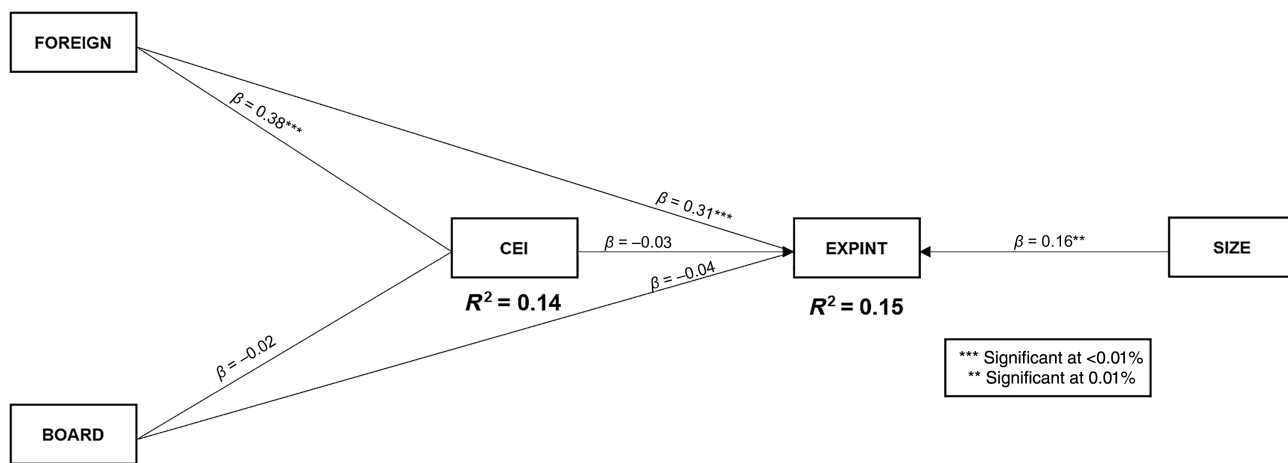 FOREIGN
β = 0.38***
β = 0.31***
CEI
β = –0.03
EXPINT
β = 0.16**
SIZE
β = –0.04
R² = 0.14
R² = 0.15
β = –0.02
*** Significant at <0.01%
** Significant at 0.01%
BOARD